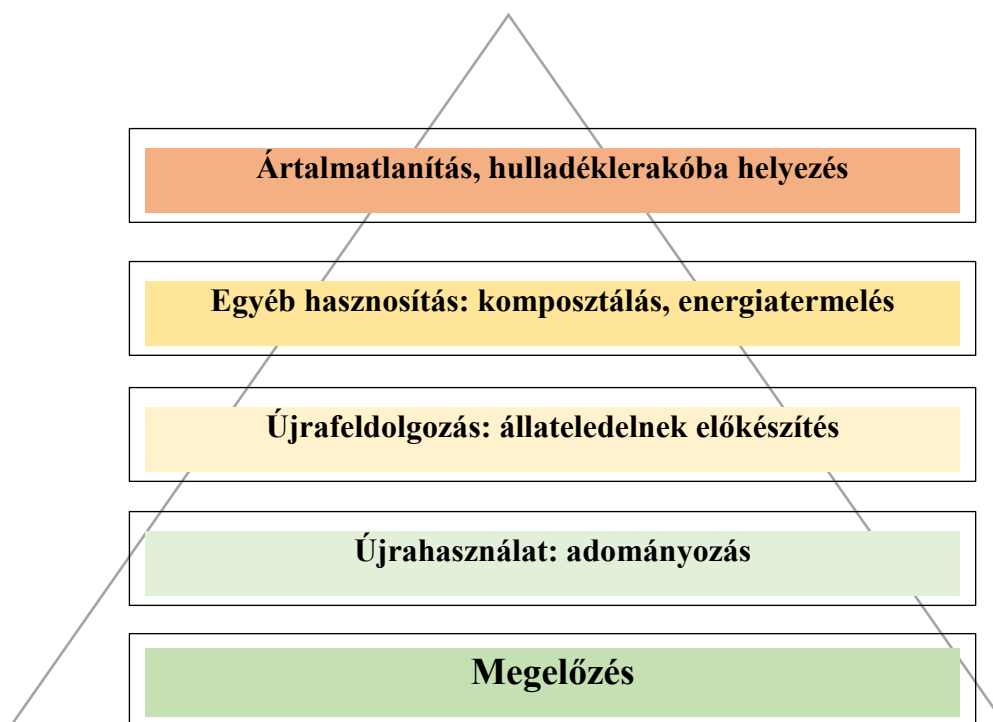 Ártalmatlanítás, hulladéklerakóba helyezés
Egyéb hasznosítás: komposztálás, energiatermelés
Újrafeldolgozás: állateledelnek előkészítés
Újrahasználat: adományozás
Megelőzés